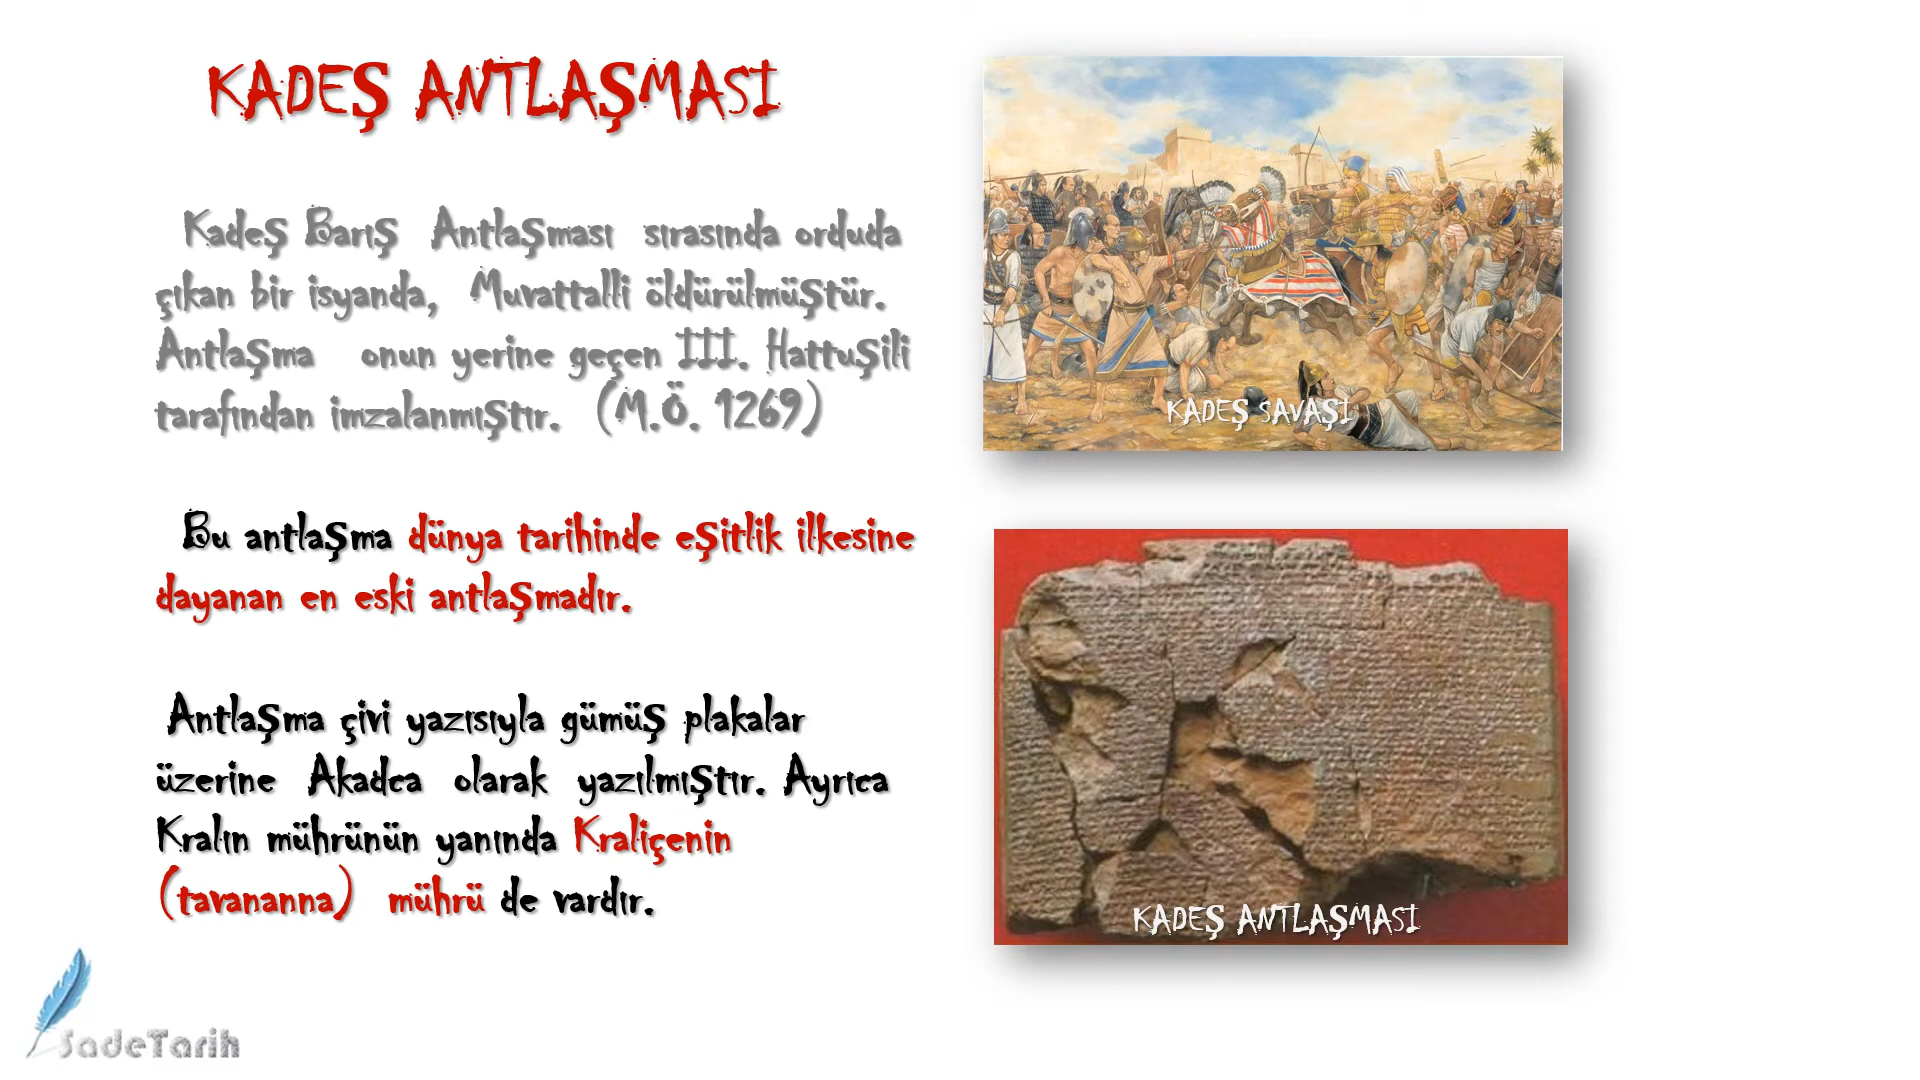 KADEŞ ANTLAŞMASI
Kadeş Barış Antlaşması sırasında orduda
çıkan bir isyanda, Muvattalli öldürülmüştür.
Antlaşma onun yerine geçen III. Hattuşili
tarafından imzalanmıştır. (M.Ö. 1269)
Bu antlaşma dünya tarihinde eşitlik ilkesine
dayanan en eski antlaşmadır.
Antlaşma çivi yazısıyla gümüş plakalar
üzerine Akadca olarak yazılmıştır. Ayrıca
Kralın mührünün yanında Kraliçenin
(tavananna) mührü de vardır.
KADEŞ SAVAŞI
KADEŞ ANTLAŞMASI
SadeTarih